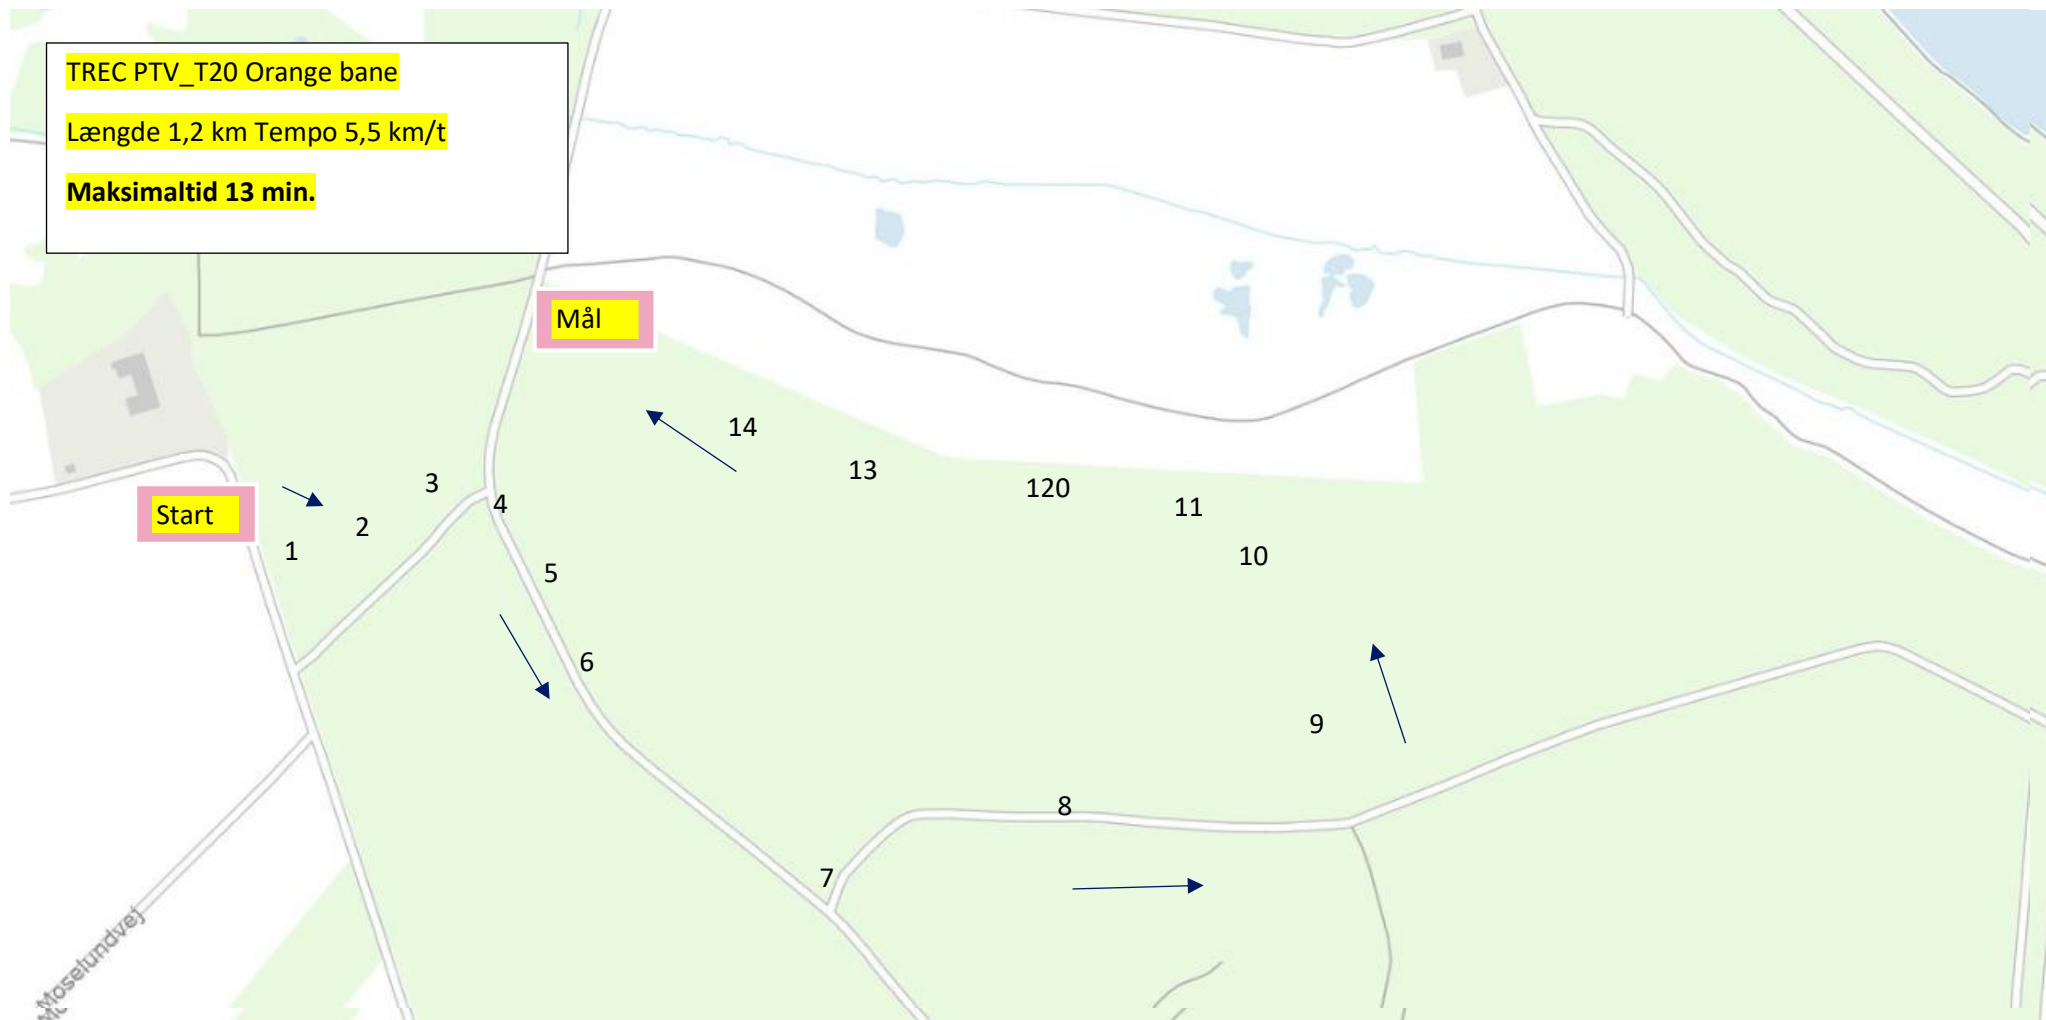 TREC PTV_T20 Orange bane
Længde 1,2 km Tempo 5,5 km/t
Maksimaltid 13 min.
Mål
14
13
3
120
4
11
Start
2
1
10
5
6
9
8
7
Moselundvej